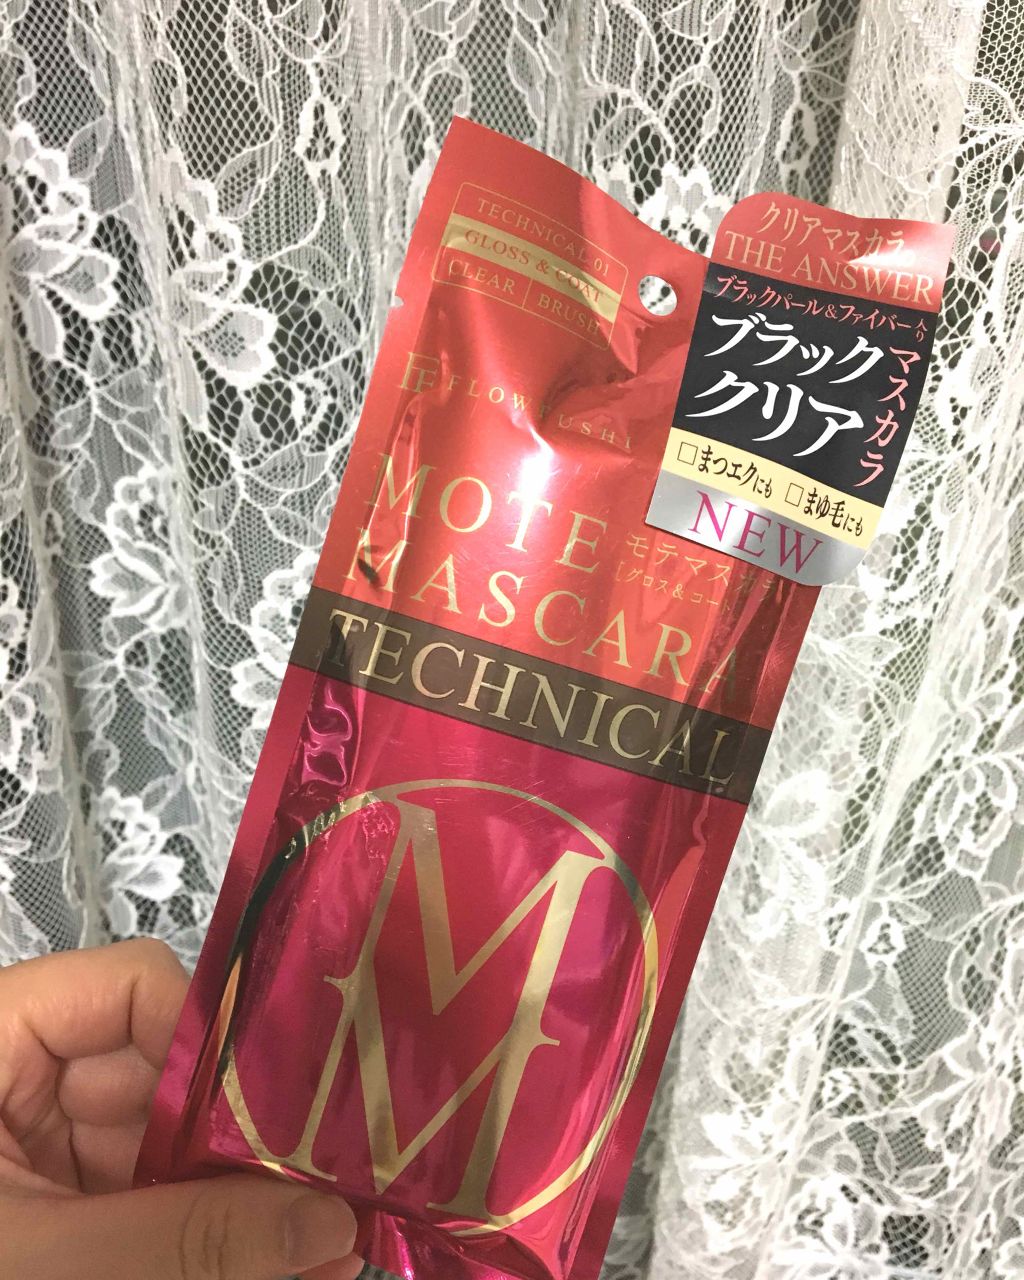 TECHNICAL 01
GLOSS & COAT
CLEAR | BRUSH
FLOWFUSHI
MOTE
MASCARA
モテマスカラ
[グロス&コート]
TECHNICAL.
クリアマスカラの
THE ANSWER
ブラックパール&ファイバー入り
ブラック
クリア
マスカラ
□まつエクにも □まゆ毛にも
NEW